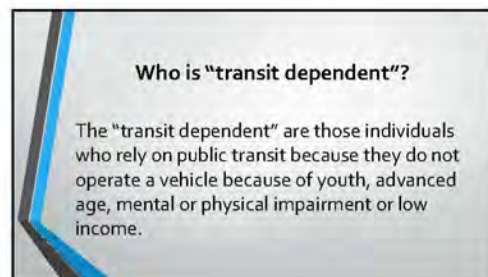 Who is “transit dependent”?
The “transit dependent” are those individuals
who rely on public transit because they do not
operate a vehicle because of youth, advanced
age, mental or physical impairment or low
income.